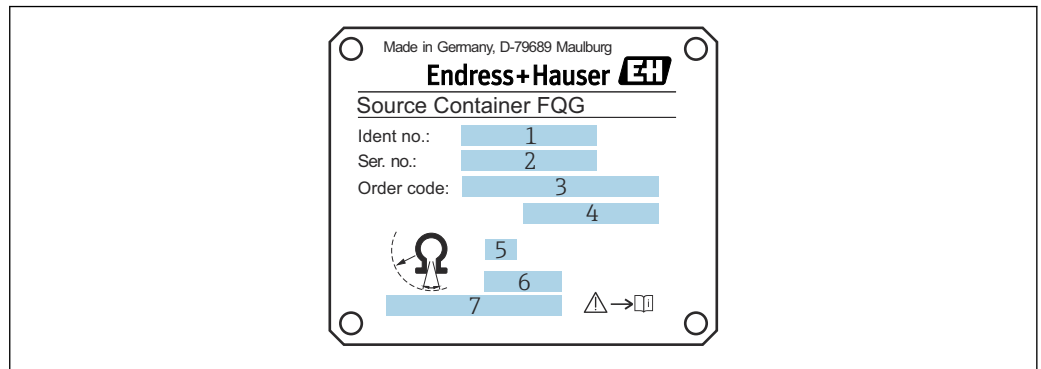 Made in Germany, D-79689 Maulburg
Endress+Hauser EH
Source Container FQG
Ident no.: 1
Ser. no.: 2
Order code: 3
4
5
6
7